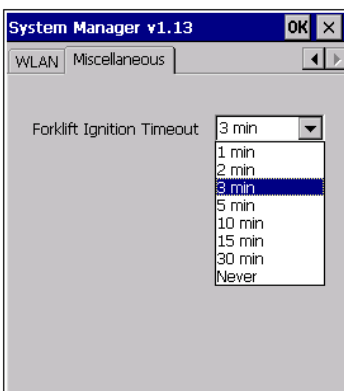 System Manager v1.13 OK ×
WLAN Miscellaneous
Forklift Ignition Timeout 3 min
1 min
2 min
3 min
5 min
10 min
15 min
30 min
Never